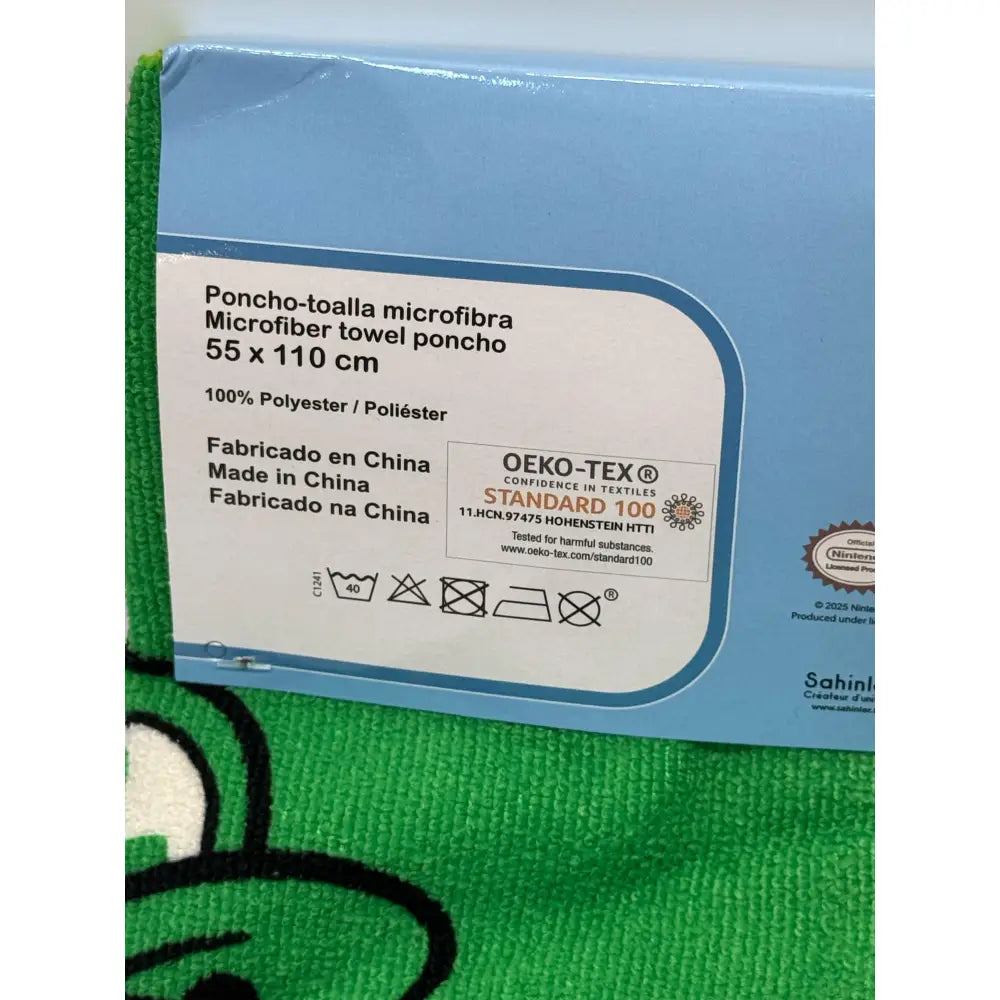 Poncho-toalla microfibra
Microfiber towel poncho
55 x 110 cm
100% Polyester / Poliéster
Fabricado en China
Made in China
Fabricado na China
OEKO-TEX®
CONFIDENCE IN TEXTILES
STANDARD 100
11.HCN.97475 HOHENSTEIN HTTI
Tested for harmful substances.
www.oeko-tex.com/standard100
C1241
40
®
Official
Licensed
© 2025
Produced under
Créateur